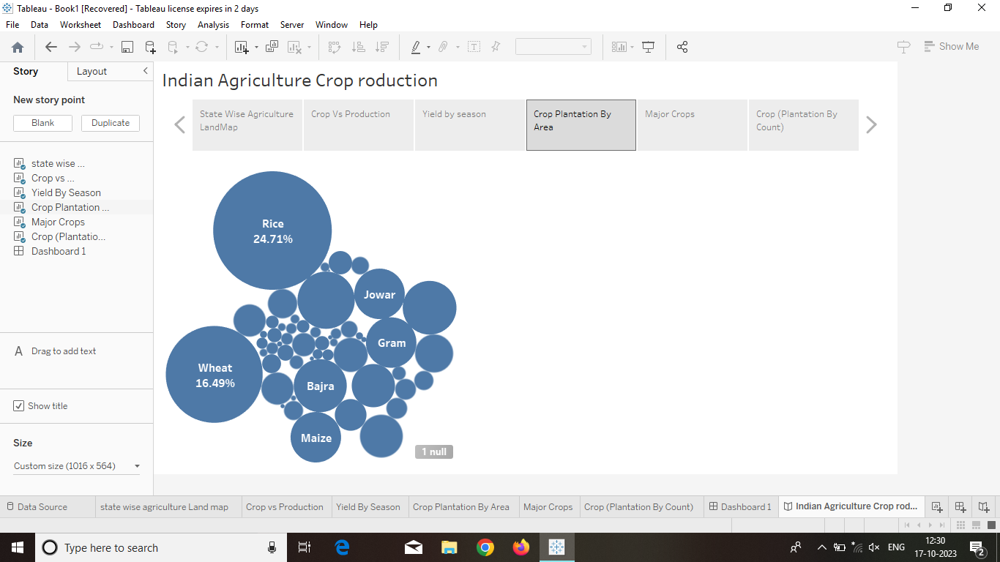 Tableau - Book1 [Recovered] - Tableau license expires in 2 days
File Data Worksheet Dashboard Story Analysis Format Server Window Help
Show Me
Story Layout
New story point
Blank Duplicate
state wise ...
Crop vs ...
Yield By Season
Crop Plantation ...
Major Crops
Crop (Plantatio...
Dashboard 1
A Drag to add text
Show title
Size
Custom size (1016 x 564)
Indian Agriculture Crop roduction
State Wise Agriculture
LandMap
Crop Vs Production
Yield by season
Crop Plantation By
Area
Major Crops
Crop (Plantation By
Count)
Rice
24.71%
Jowar
Gram
Wheat
16.49%
Bajra
Maize
1 null
Data Source state wise agriculture Land map Crop vs Production Yield By Season Crop Plantation By Area Major Crops Crop (Plantation By Count) Dashboard 1 Indian Agriculture Crop rod...
Type here to search
ENG
12:30
17-10-2023
2